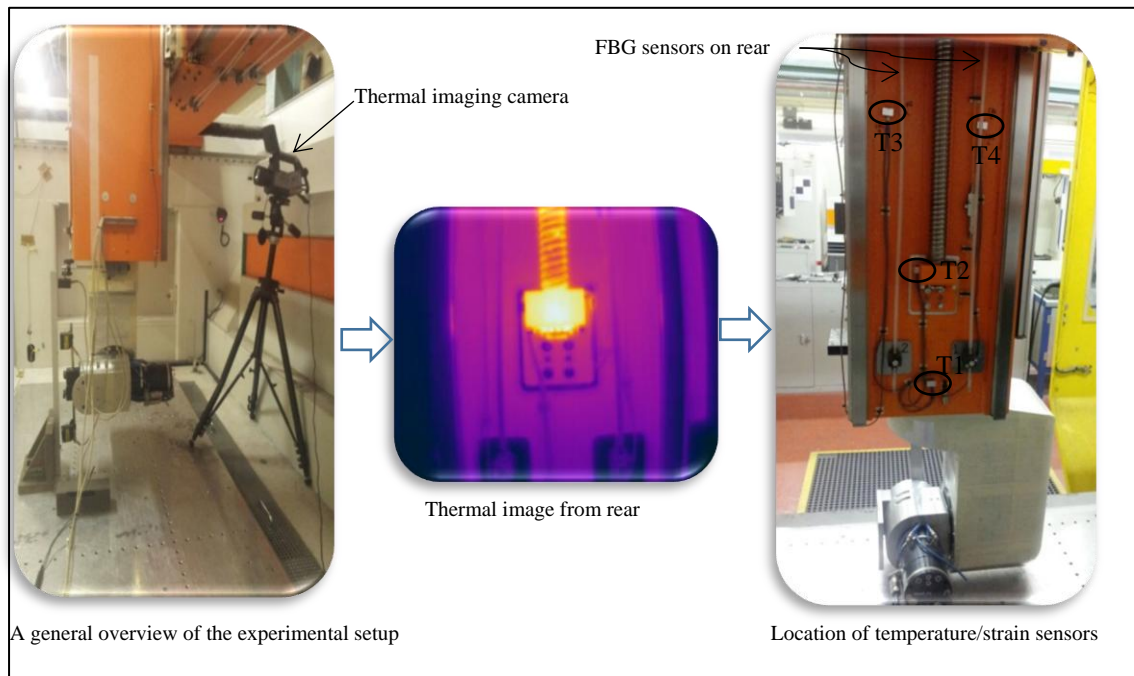 FBG sensors on rear
Thermal imaging camera
T3
T4
T2
T1
Thermal image from rear
A general overview of the experimental setup
Location of temperature/strain sensors